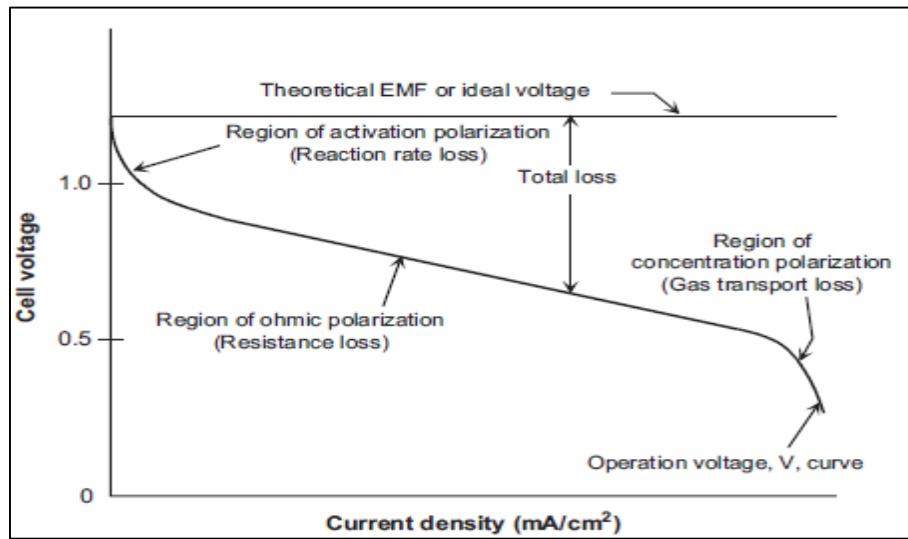 Theoretical EMF or ideal voltage
Region of activation polarization
(Reaction rate loss)
Total loss
1.0
Region of
concentration polarization
(Gas transport loss)
Cell voltage
Region of ohmic polarization
(Resistance loss)
0.5
Operation voltage, V, curve
0
Current density (mA/cm²)